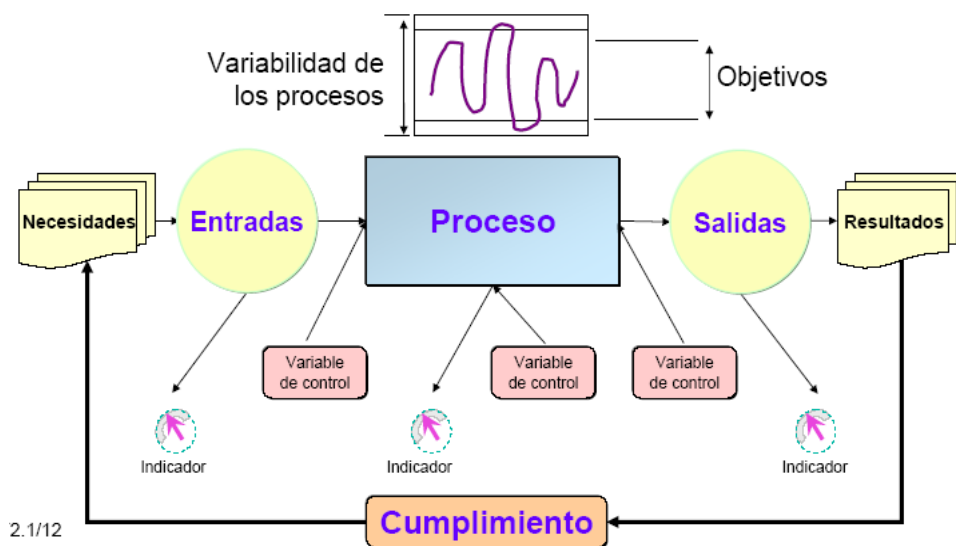 Variabilidad de
los procesos
Objetivos
Necesidades
Entradas
Proceso
Salidas
Resultados
Variable
de control
Variable
de control
Variable
de control
Indicador
Indicador
Indicador
Cumplimiento
2.1/12